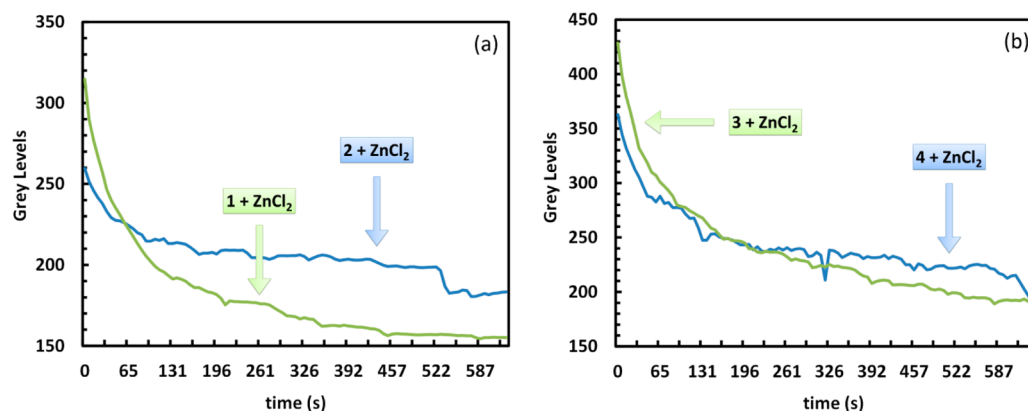 (a)
Grey Levels
350
300
250
200
150
2 + ZnCl₂
1 + ZnCl₂
0 65 131 196 261 326 392 457 522 587
time (s)
(b)
Grey Levels
450
400
350
300
250
200
150
3 + ZnCl₂
4 + ZnCl₂
0 65 131 196 261 326 392 457 522 587
time (s)